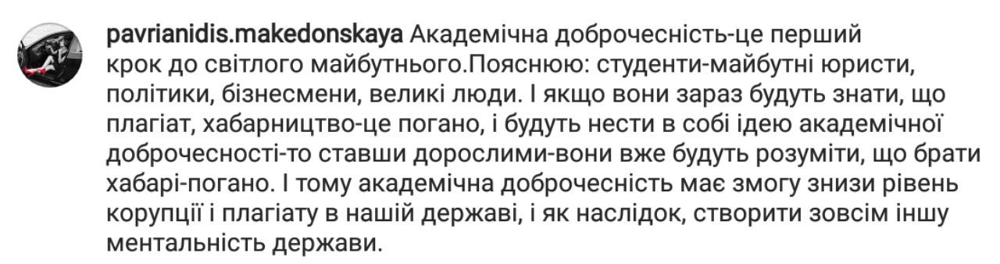 pavrianidis.makedonskaya Академічна доброчесність-це перший
крок до світлого майбутнього.Пояснюю: студенти-майбутні юристи,
політики, бізнесмени, великі люди. І якщо вони зараз будуть знати, що
плагіат, хабарництво-це погано, і будуть нести в собі ідею академічної
доброчесності-то ставши дорослими-вони вже будуть розуміти, що брати
хабарі-погано. І тому академічна доброчесність має змогу знизи рівень
корупції і плагіату в нашій державі, і як наслідок, створити зовсім іншу
ментальність держави.